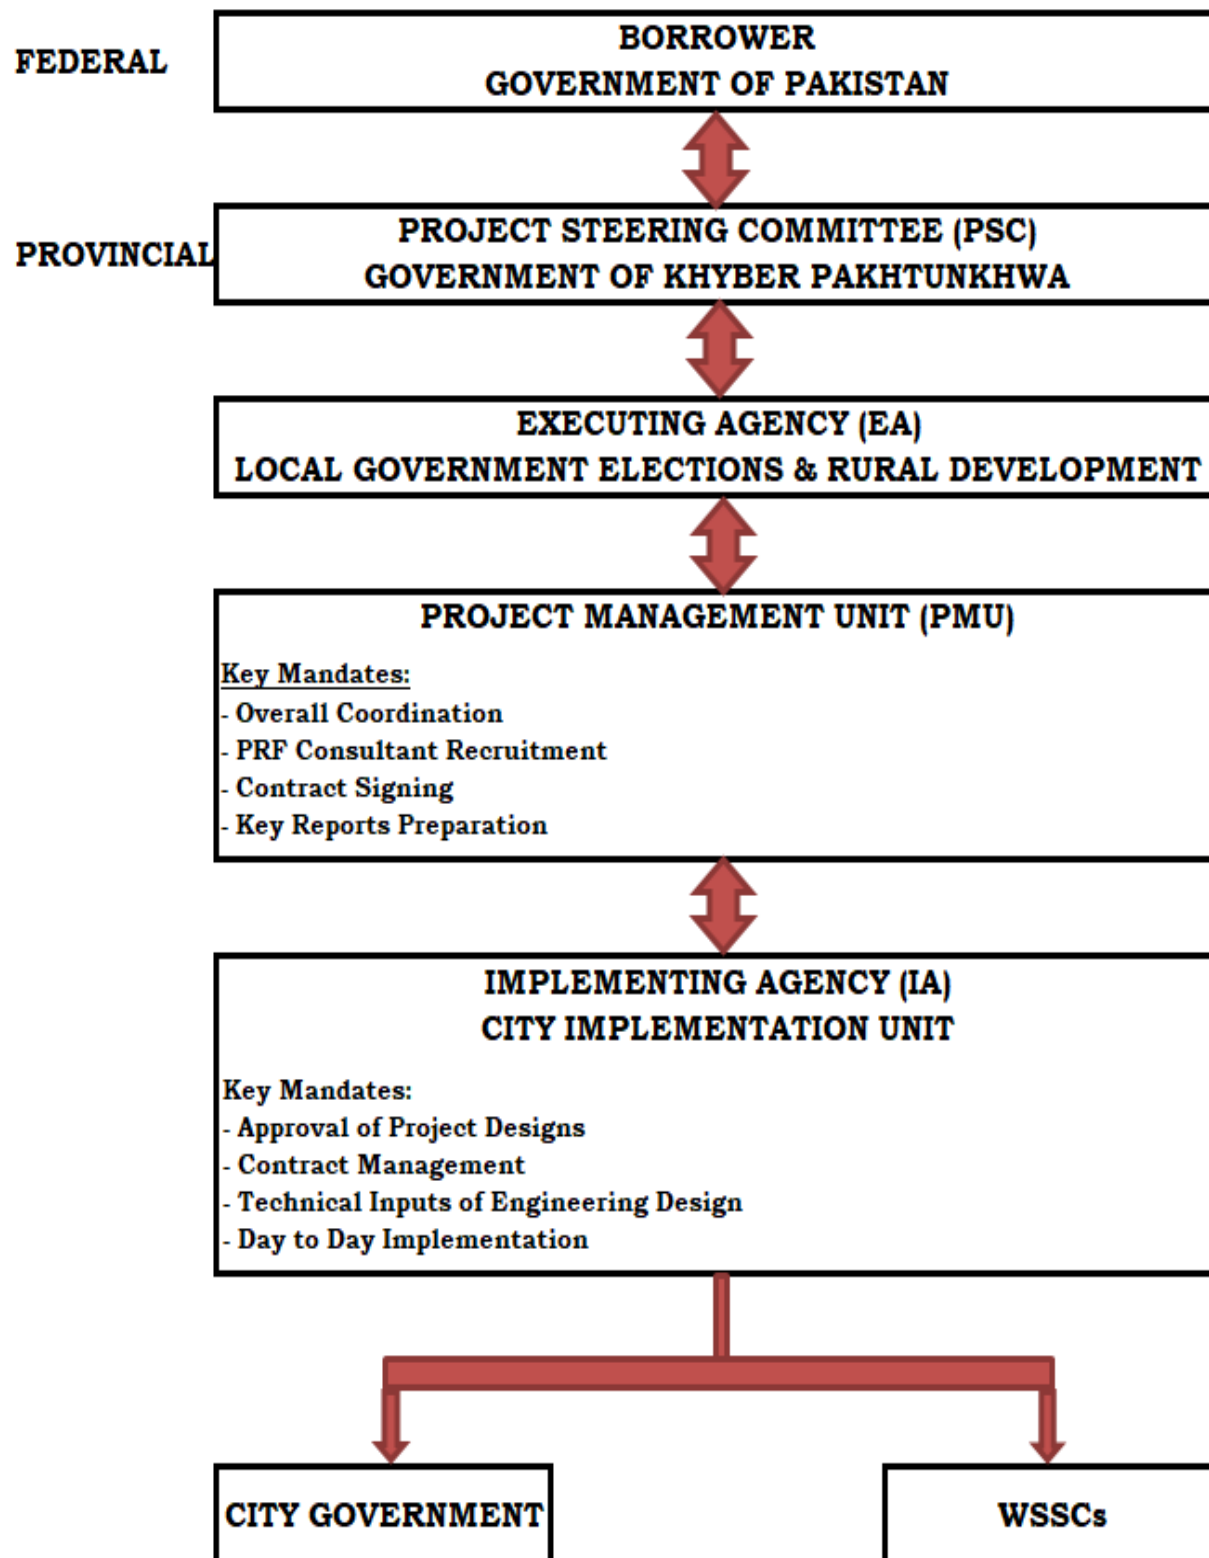 FEDERAL
BORROWER
GOVERNMENT OF PAKISTAN
PROVINCIAL
PROJECT STEERING COMMITTEE (PSC)
GOVERNMENT OF KHYBER PAKHTUNKHWA
EXECUTING AGENCY (EA)
LOCAL GOVERNMENT ELECTIONS & RURAL DEVELOPMENT
PROJECT MANAGEMENT UNIT (PMU)
Key Mandates:
- Overall Coordination
- PRF Consultant Recruitment
- Contract Signing
- Key Reports Preparation
IMPLEMENTING AGENCY (IA)
CITY IMPLEMENTATION UNIT
Key Mandates:
- Approval of Project Designs
- Contract Management
- Technical Inputs of Engineering Design
- Day to Day Implementation
CITY GOVERNMENT
WSSCs